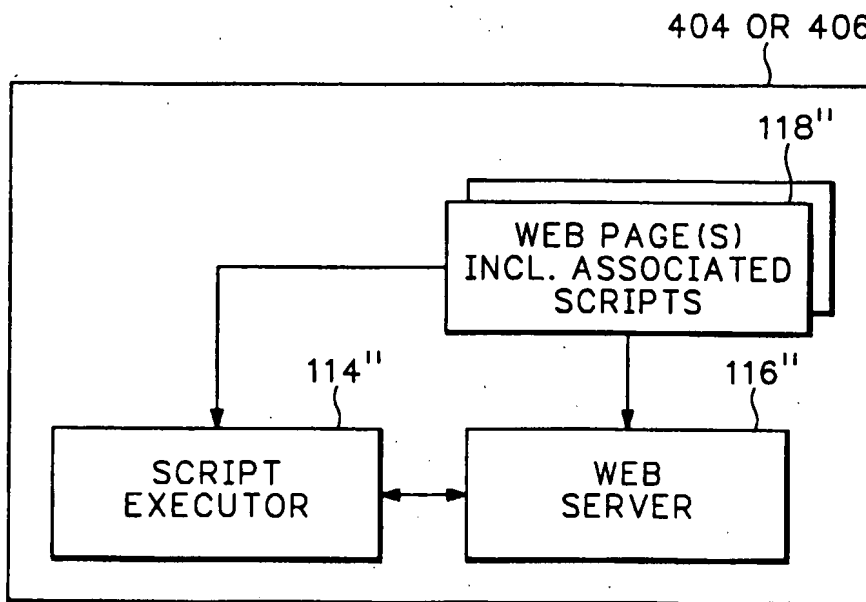 404 OR 406
118"
WEB PAGE(S)
INCL. ASSOCIATED
SCRIPTS
114"
116"
SCRIPT
EXECUTOR
WEB
SERVER